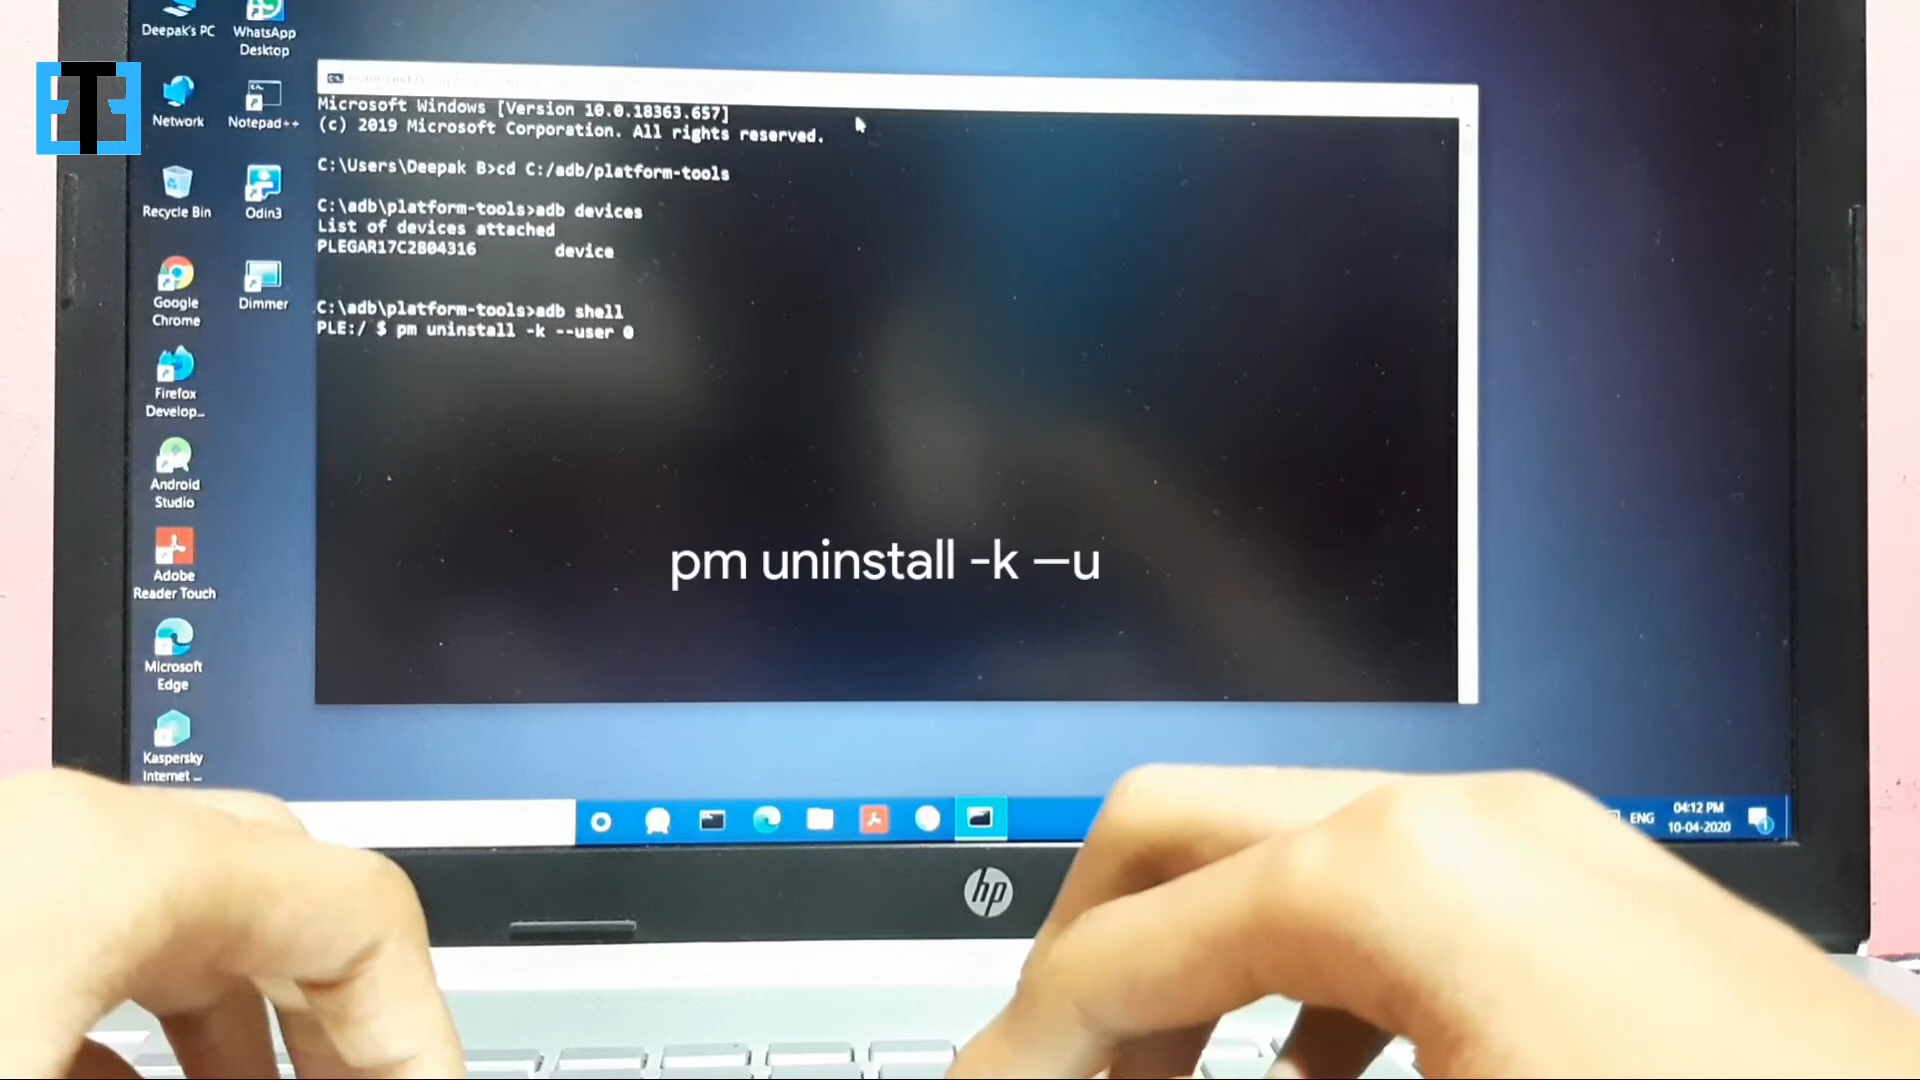 Deepak's PC
WhatsApp
Desktop
Network
Notepad++
Recycle Bin
Odin3
Google
Chrome
Dimmer
Firefox
Develop...
Android
Studio
Adobe
Reader Touch
Microsoft
Edge
Kaspersky
Internet ...
Microsoft Windows [Version 10.0.18363.657]
(c) 2019 Microsoft Corporation. All rights reserved.
C:\Users\Deepak B>cd C:/adb/platform-tools
C:\adb\platform-tools>adb devices
List of devices attached
PLEGAR17C2B04316 device
C:\adb\platform-tools>adb shell
PLE:/ $ pm uninstall -k --user 0
pm uninstall -k —u
ENG
04:12 PM
10-04-2020
1
hp